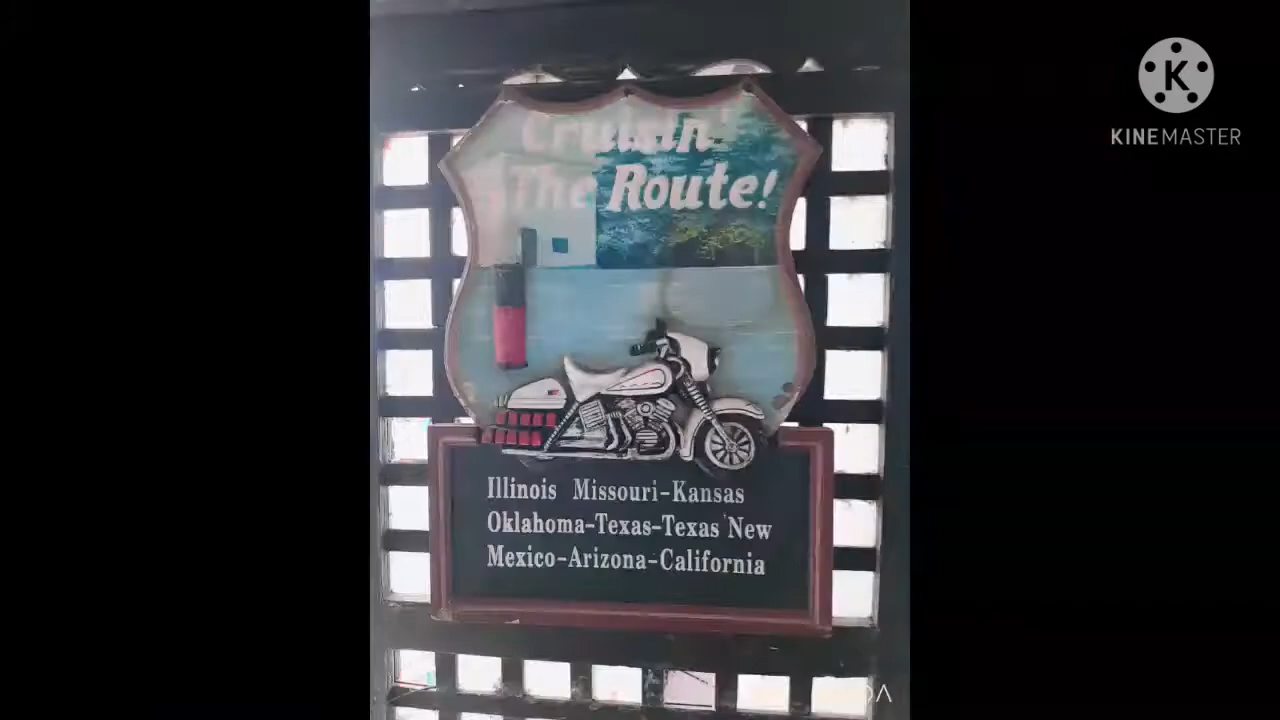 Cruisin'
The Route!
Illinois Missouri-Kansas
Oklahoma-Texas-Texas New
Mexico-Arizona-California
K
KINEMASTER